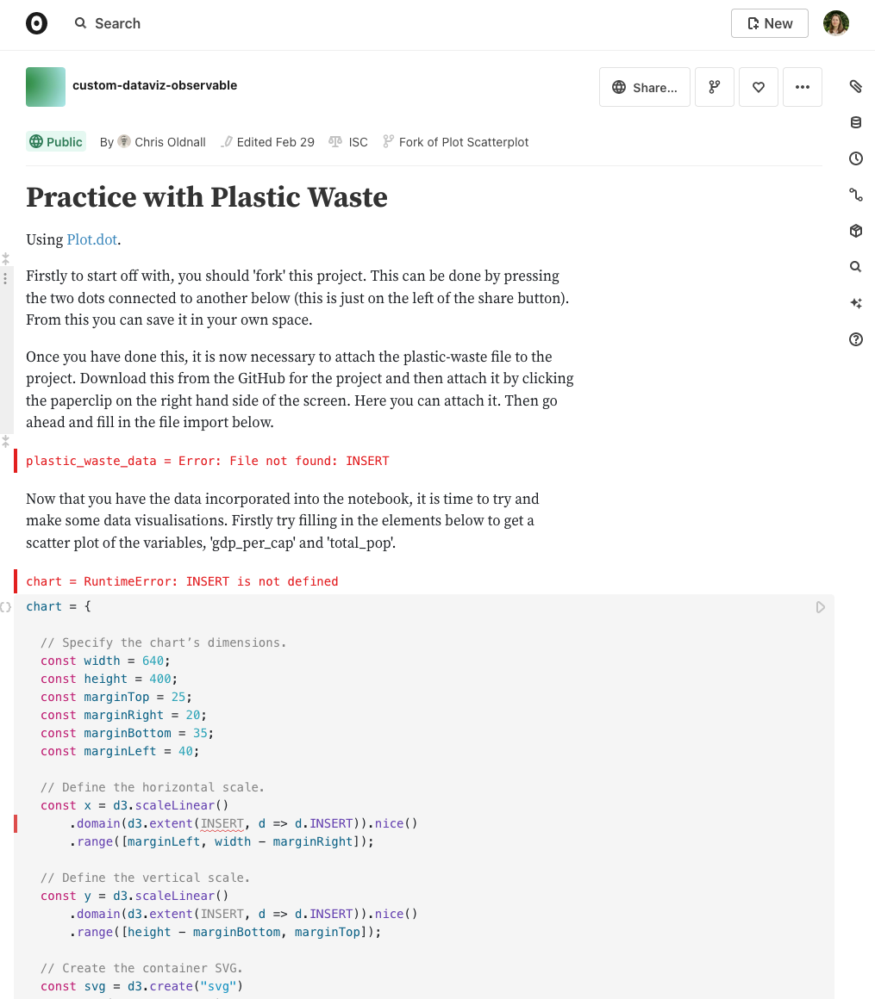 Search
New
custom-dataviz-observable
Share...
Public By Chris Oldnall Edited Feb 29 ISC Fork of Plot Scatterplot
Practice with Plastic Waste
Using Plot.dot.
Firstly to start off with, you should 'fork' this project. This can be done by pressing
the two dots connected to another below (this is just on the left of the share button).
From this you can save it in your own space.
Once you have done this, it is now necessary to attach the plastic-waste file to the
project. Download this from the GitHub for the project and then attach it by clicking
the paperclip on the right hand side of the screen. Here you can attach it. Then go
ahead and fill in the file import below.
plastic_waste_data = Error: File not found: INSERT
Now that you have the data incorporated into the notebook, it is time to try and
make some data visualisations. Firstly try filling in the elements below to get a
scatter plot of the variables, 'gdp_per_cap' and 'total_pop'.
chart = RuntimeError: INSERT is not defined
chart = {
// Specify the chart’s dimensions.
const width = 640;
const height = 400;
const marginTop = 25;
const marginRight = 20;
const marginBottom = 35;
const marginLeft = 40;
// Define the horizontal scale.
const x = d3.scaleLinear()
.domain(d3.extent(INSERT, d => d.INSERT)).nice()
.range([marginLeft, width - marginRight]);
// Define the vertical scale.
const y = d3.scaleLinear()
.domain(d3.extent(INSERT, d => d.INSERT)).nice()
.range([height - marginBottom, marginTop]);
// Create the container SVG.
const svg = d3.create("svg")